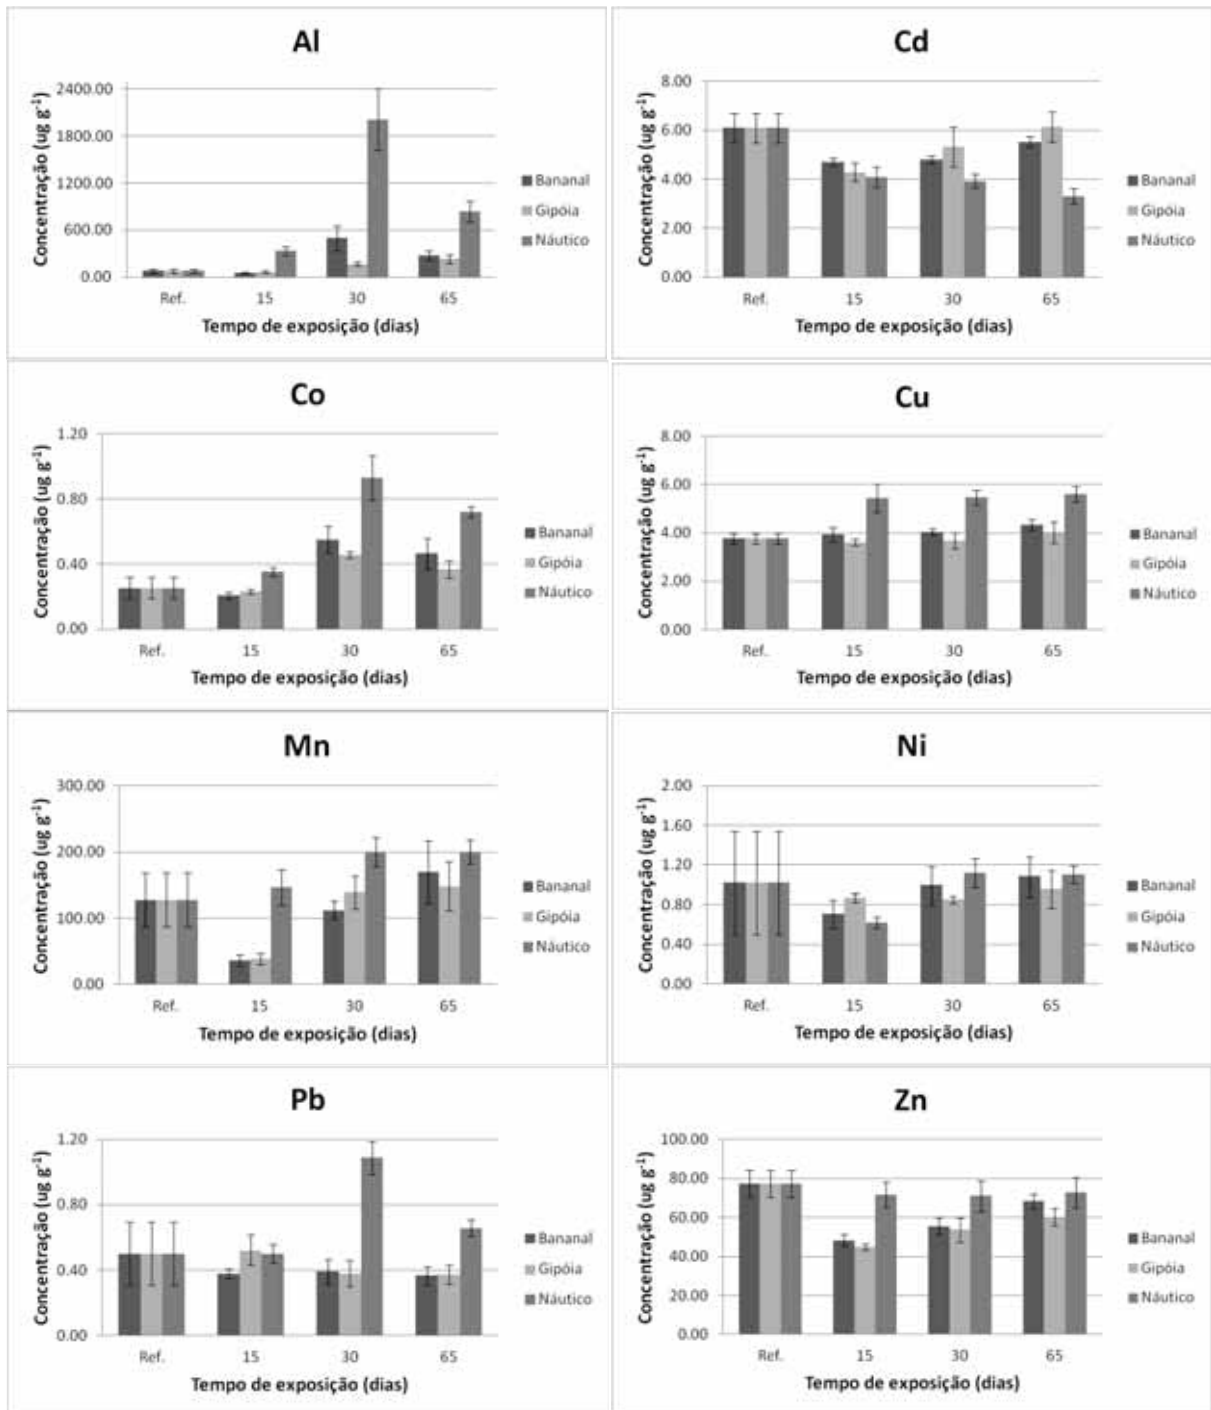 Al
Concentração (ug g⁻¹)
2400.00
1800.00
1200.00
600.00
0.00
Ref. 15 30 65
Tempo de exposição (dias)
Bananal
Gipóia
Náutico
Cd
Concentração (ug g⁻¹)
8.00
6.00
4.00
2.00
0.00
Ref. 15 30 65
Tempo de exposição (dias)
Bananal
Gipóia
Náutico
Co
Concentração (ug g⁻¹)
1.20
0.80
0.40
0.00
Ref. 15 30 65
Tempo de exposição (dias)
Bananal
Gipóia
Náutico
Cu
Concentração (ug g⁻¹)
8.00
6.00
4.00
2.00
0.00
Ref. 15 30 65
Tempo de exposição (dias)
Bananal
Gipóia
Náutico
Mn
Concentração (ug g⁻¹)
300.00
200.00
100.00
0.00
Ref. 15 30 65
Tempo de exposição (dias)
Bananal
Gipóia
Náutico
Ni
Concentração (ug g⁻¹)
2.00
1.60
1.20
0.80
0.40
0.00
Ref. 15 30 65
Tempo de exposição (dias)
Bananal
Gipóia
Náutico
Pb
Concentração (ug g⁻¹)
1.20
0.80
0.40
0.00
Ref. 15 30 65
Tempo de exposição (dias)
Bananal
Gipóia
Náutico
Zn
Concentração (ug g⁻¹)
100.00
80.00
60.00
40.00
20.00
0.00
Ref. 15 30 65
Tempo de exposição (dias)
Bananal
Gipóia
Náutico